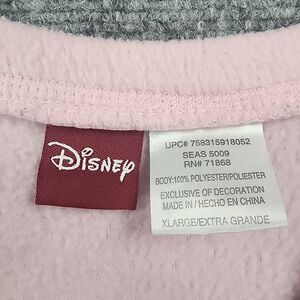 Disney
UPC# 758315918052
SEAS 5009
RN# 71868
BODY:100% POLYESTER/POLYESTER
EXCLUSIVE OF DECORATION
MADE IN / HECHO EN CHINA
XLARGE/EXTRA GRANDE